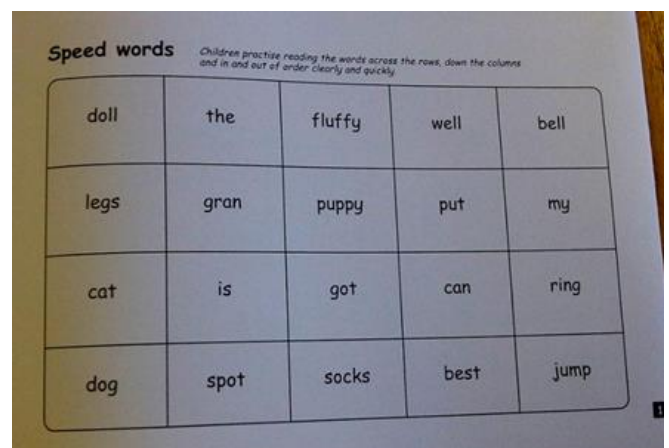 Speed words
Children practise reading the words across the rows, down the columns
and in and out of order clearly and quickly
doll the fluffy well bell
legs gran puppy put my
cat is got can ring
dog spot socks best jump
1